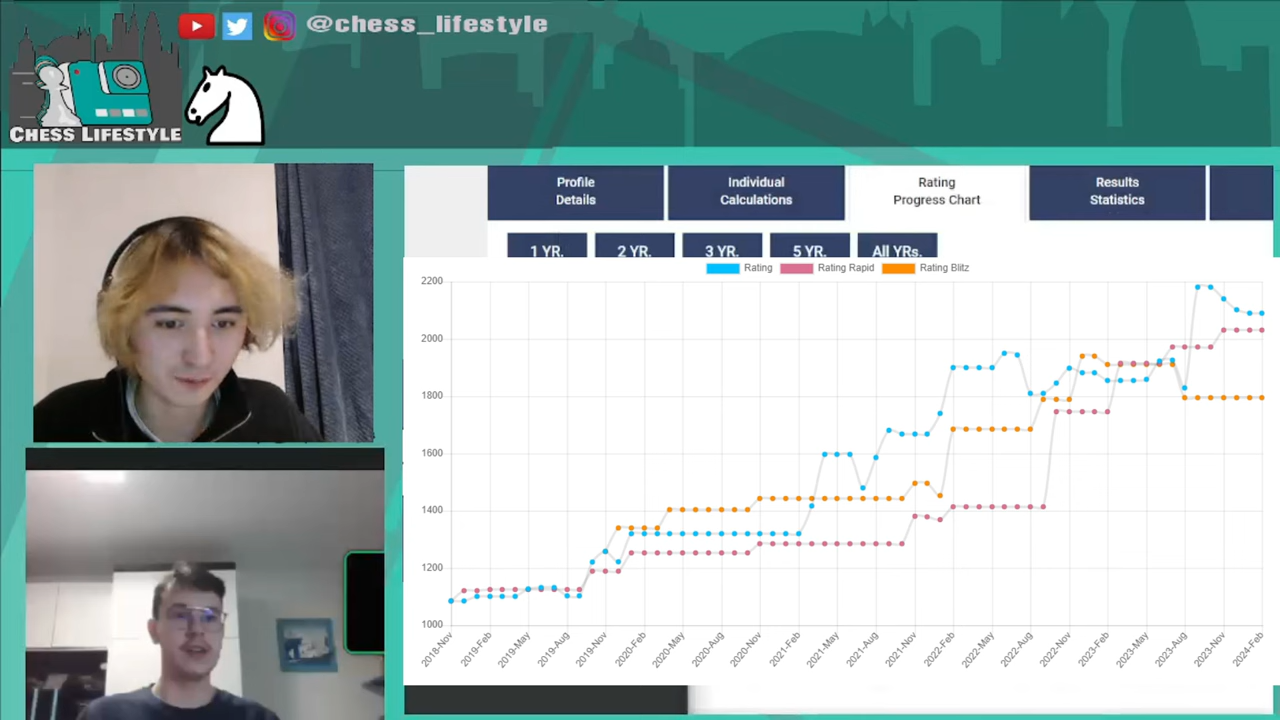 @chess_lifestyle
CHESS LIFESTYLE
Profile
Details
Individual
Calculations
Rating
Progress Chart
Results
Statistics
1 YR.
2 YR.
3 YR.
5 YR.
All YRs.
Rating
Rating Rapid
Rating Blitz
2200
2000
1800
1600
1400
1200
1000
2018-Nov
2019-Feb
2019-May
2019-Aug
2019-Nov
2020-Feb
2020-May
2020-Aug
2020-Nov
2021-Feb
2021-May
2021-Aug
2021-Nov
2022-Feb
2022-May
2022-Aug
2022-Nov
2023-Feb
2023-May
2023-Aug
2023-Nov
2024-Feb